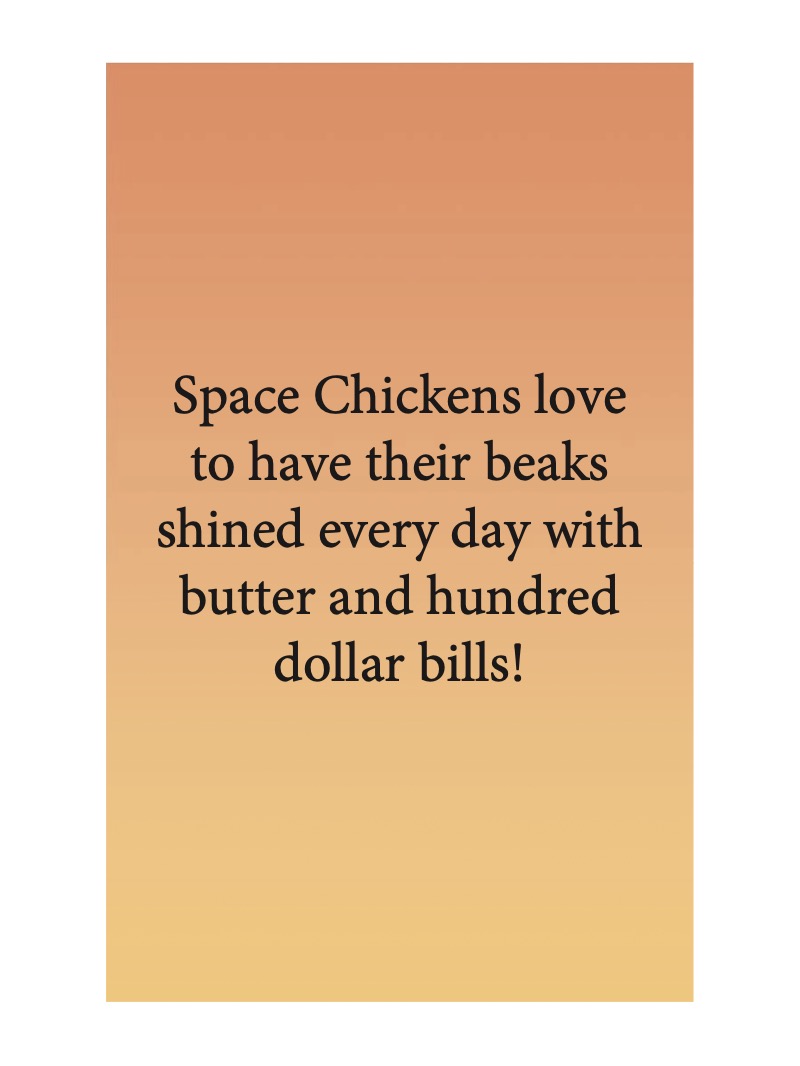 Space Chickens love
to have their beaks
shined every day with
butter and hundred
dollar bills!